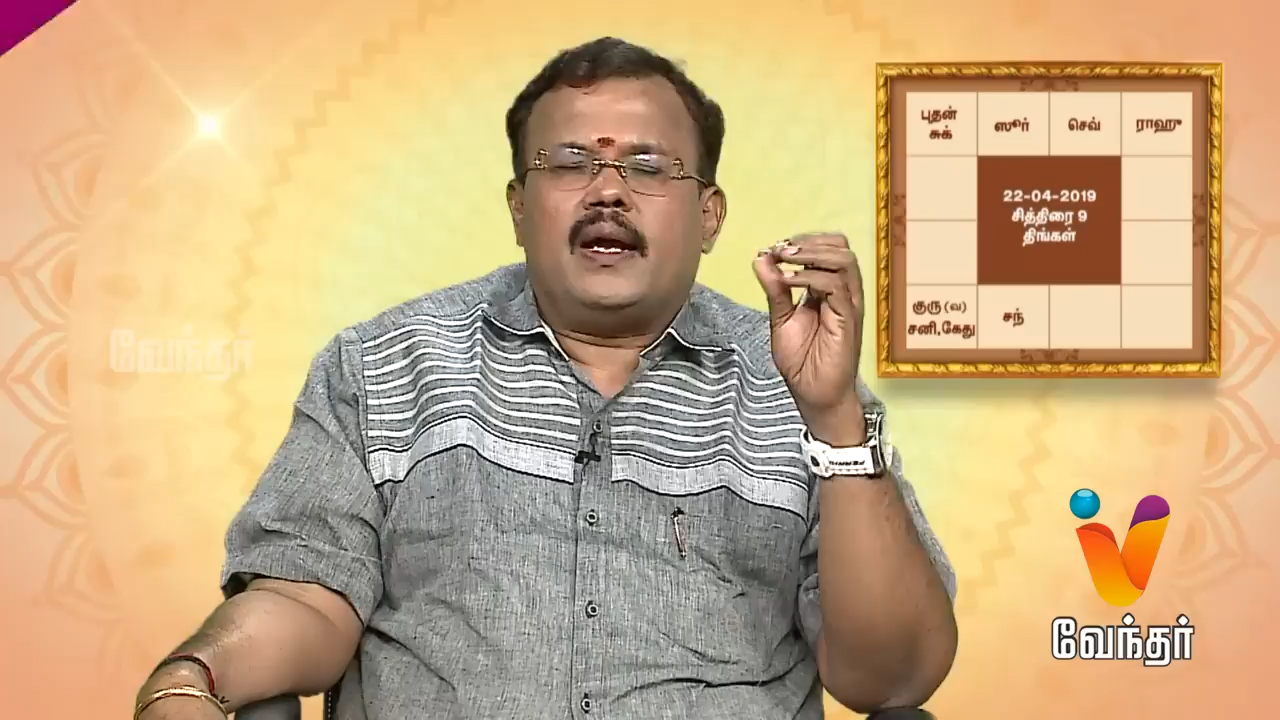 புதன்
சுக்
ஸூர்
செவ்
ராஹு
22-04-2019
சித்திரை 9
திங்கள்
குரு (வ)
சனி,கேது
சந்
வேந்தர்
வேந்தர்